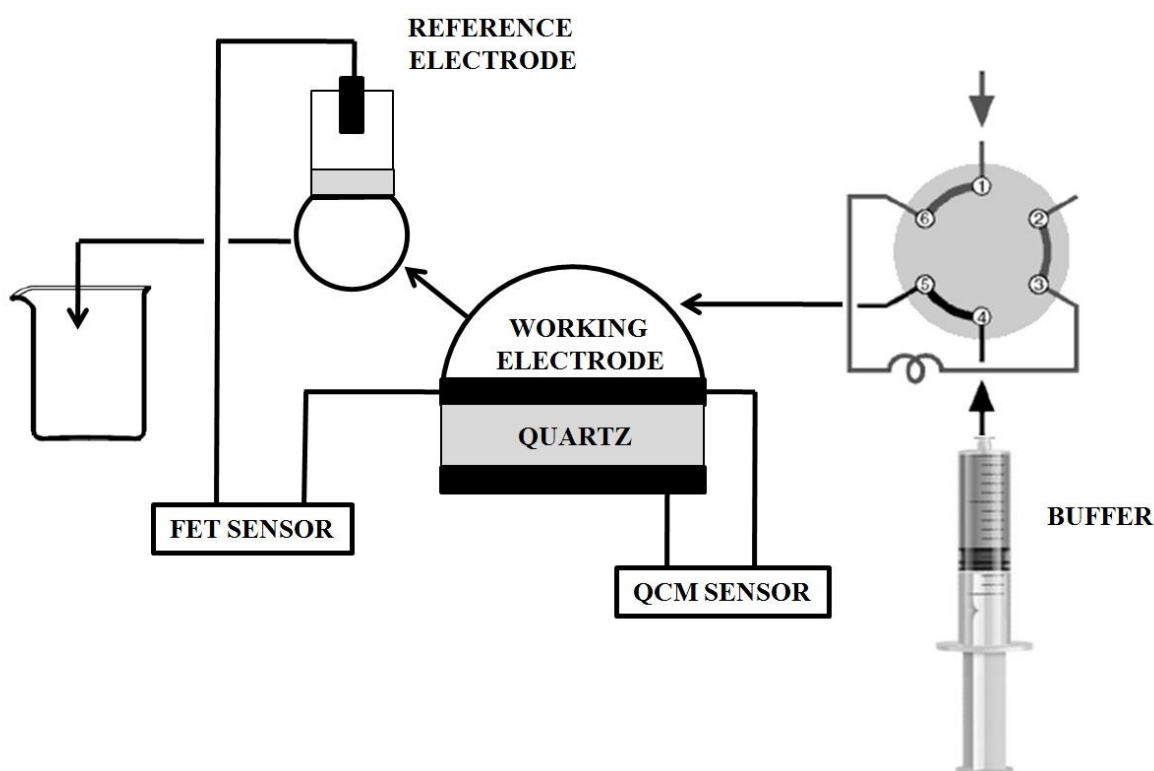 REFERENCE
ELECTRODE
1
6
2
5
3
4
WORKING
ELECTRODE
QUARTZ
FET SENSOR
BUFFER
QCM SENSOR